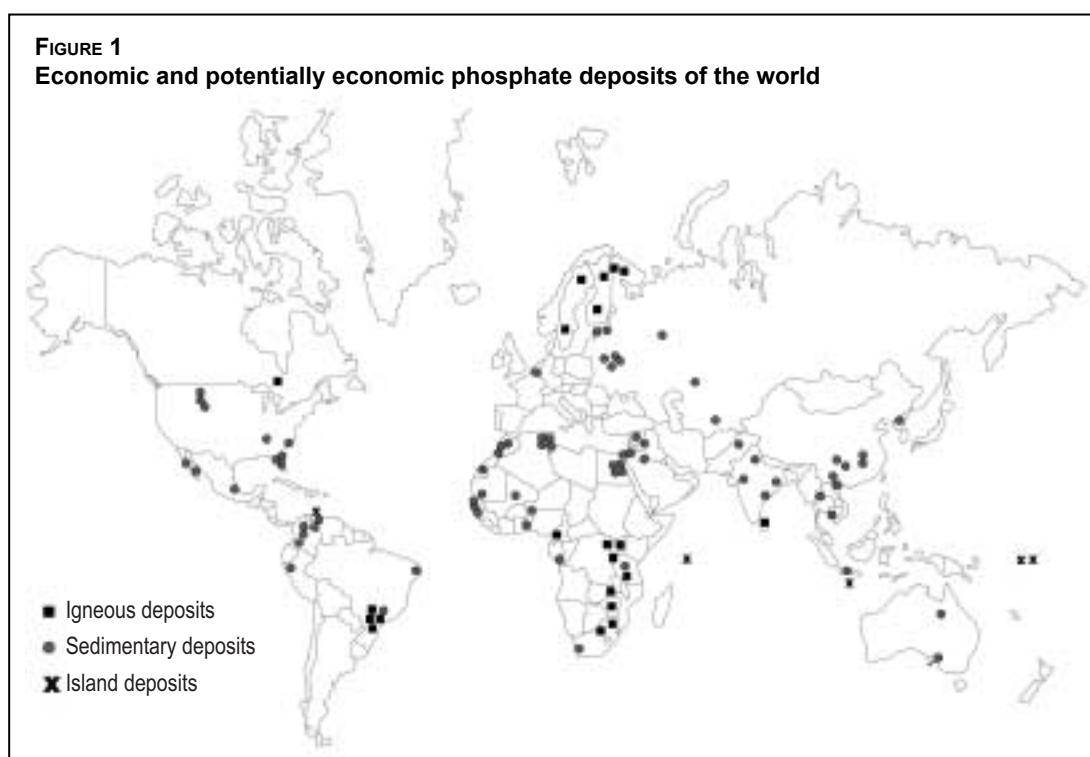 FIGURE 1
Economic and potentially economic phosphate deposits of the world
Igneous deposits
Sedimentary deposits
Island deposits